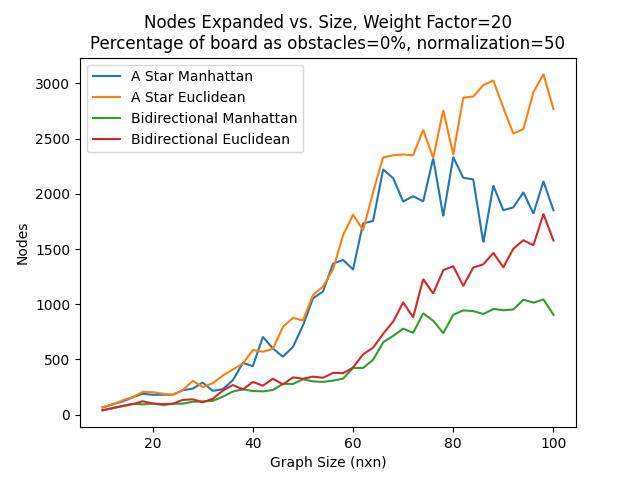 Nodes Expanded vs. Size, Weight Factor=20
Percentage of board as obstacles=0%, normalization=50
A Star Manhattan
A Star Euclidean
Bidirectional Manhattan
Bidirectional Euclidean
Nodes
3000
2500
2000
1500
1000
500
0
20
40
60
80
100
Graph Size (nxn)